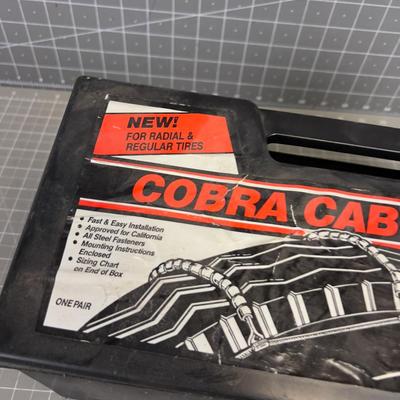 NEW!
FOR RADIAL &
REGULAR TIRES
COBRA CAB
• Fast & Easy Installation
• Approved for California
• All Steel Fasteners
• Mounting Instructions
Enclosed
• Sizing Chart
on End of Box
ONE PAIR